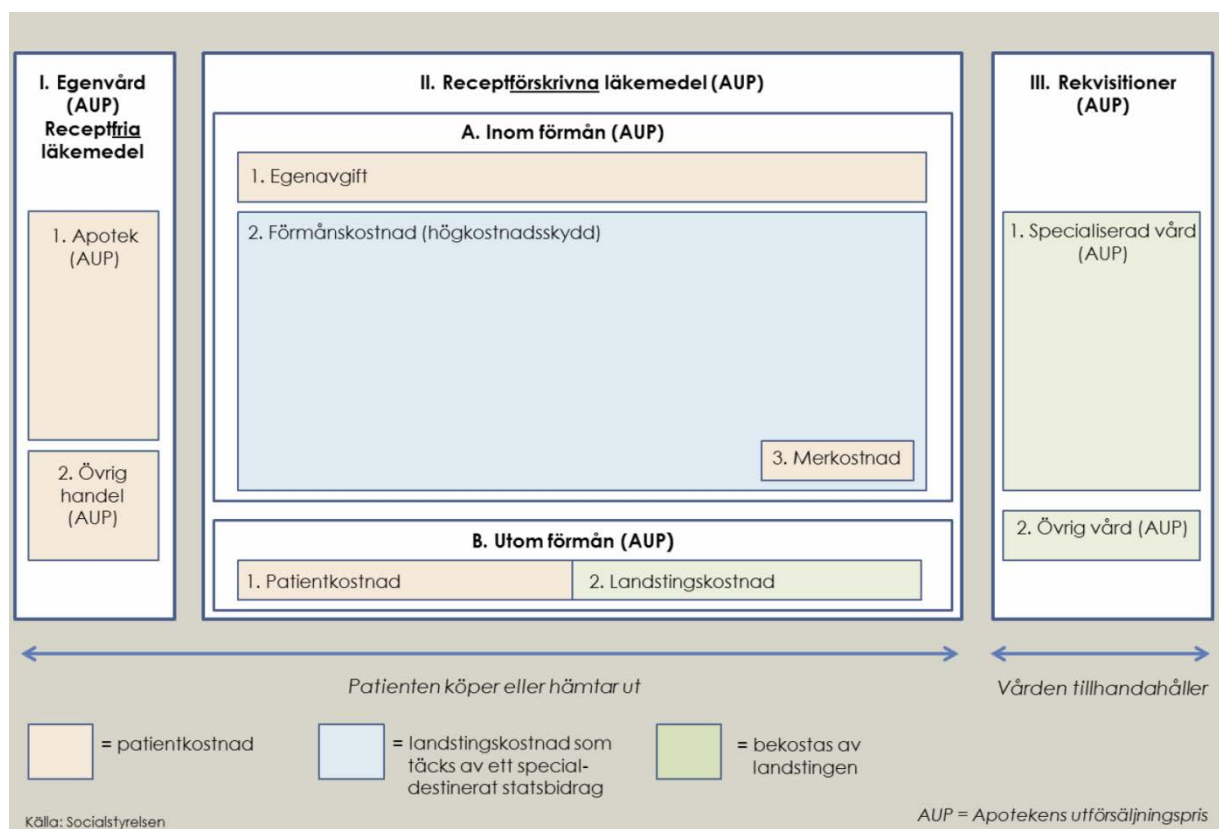 I. Egenvård
(AUP)
Receptfria
läkemedel
1. Apotek
(AUP)
2. Övrig
handel
(AUP)
II. Receptförskrivna läkemedel (AUP)
A. Inom förmån (AUP)
1. Egenavgift
2. Förmånskostnad (högkostnadsskydd)
3. Merkostnad
B. Utom förmån (AUP)
1. Patientkostnad
2. Landstingskostnad
III. Rekvisitioner
(AUP)
1. Specialiserad vård
(AUP)
2. Övrig vård (AUP)
Patienten köper eller hämtar ut
Vården tillhandahåller
= patientkostnad
= landstingskostnad som
täcks av ett special-
destinerat statsbidrag
= bekostas av
landstingen
Källa: Socialstyrelsen
AUP = Apotekens utförsäljningspris